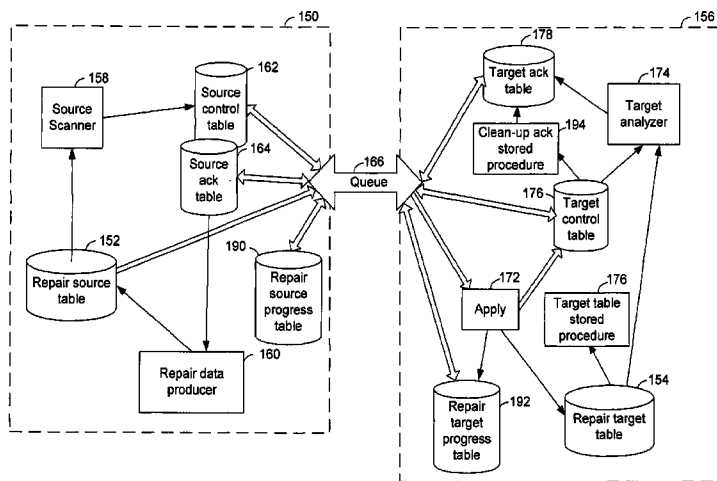 150
158
Source
Scanner
162
Source
control
table
164
Source
ack
table
152
Repair source
table
190
Repair
source
progress
table
160
Repair data
producer
166
Queue
156
178
Target ack
table
174
Target
analyzer
194
Clean-up ack
stored procedure
176
Target
control
table
172
Apply
176
Target table
stored
procedure
154
Repair target
table
192
Repair
target
progress
table